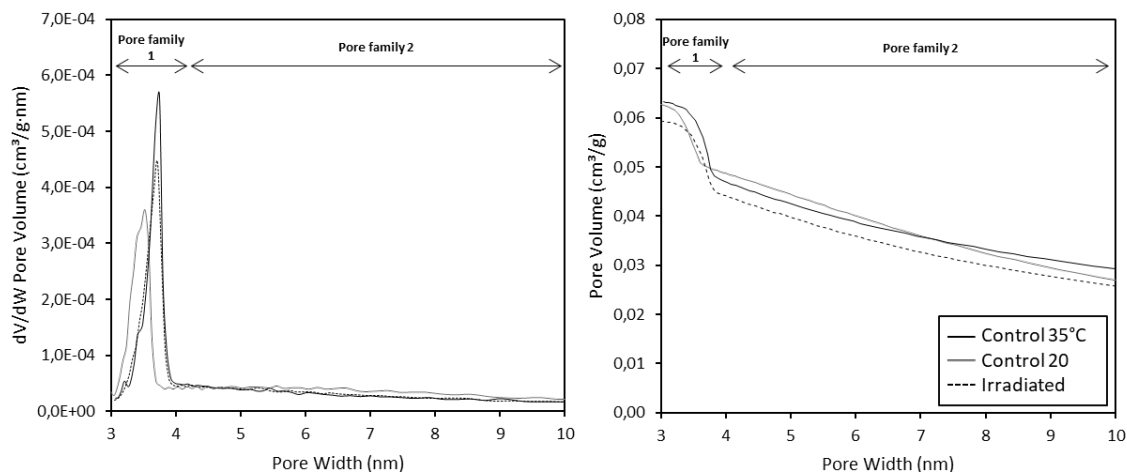 7,0E-04
6,0E-04
5,0E-04
4,0E-04
3,0E-04
2,0E-04
1,0E-04
0,0E+00
dV/dW Pore Volume (cm³/g·nm)
Pore family
1
Pore family 2
3 4 5 6 7 8 9 10
Pore Width (nm)
0,08
0,07
0,06
0,05
0,04
0,03
0,02
0,01
0,00
Pore Volume (cm³/g)
Pore family
1
Pore family 2
Control 35°C
Control 20
Irradiated
3 4 5 6 7 8 9 10
Pore Width (nm)